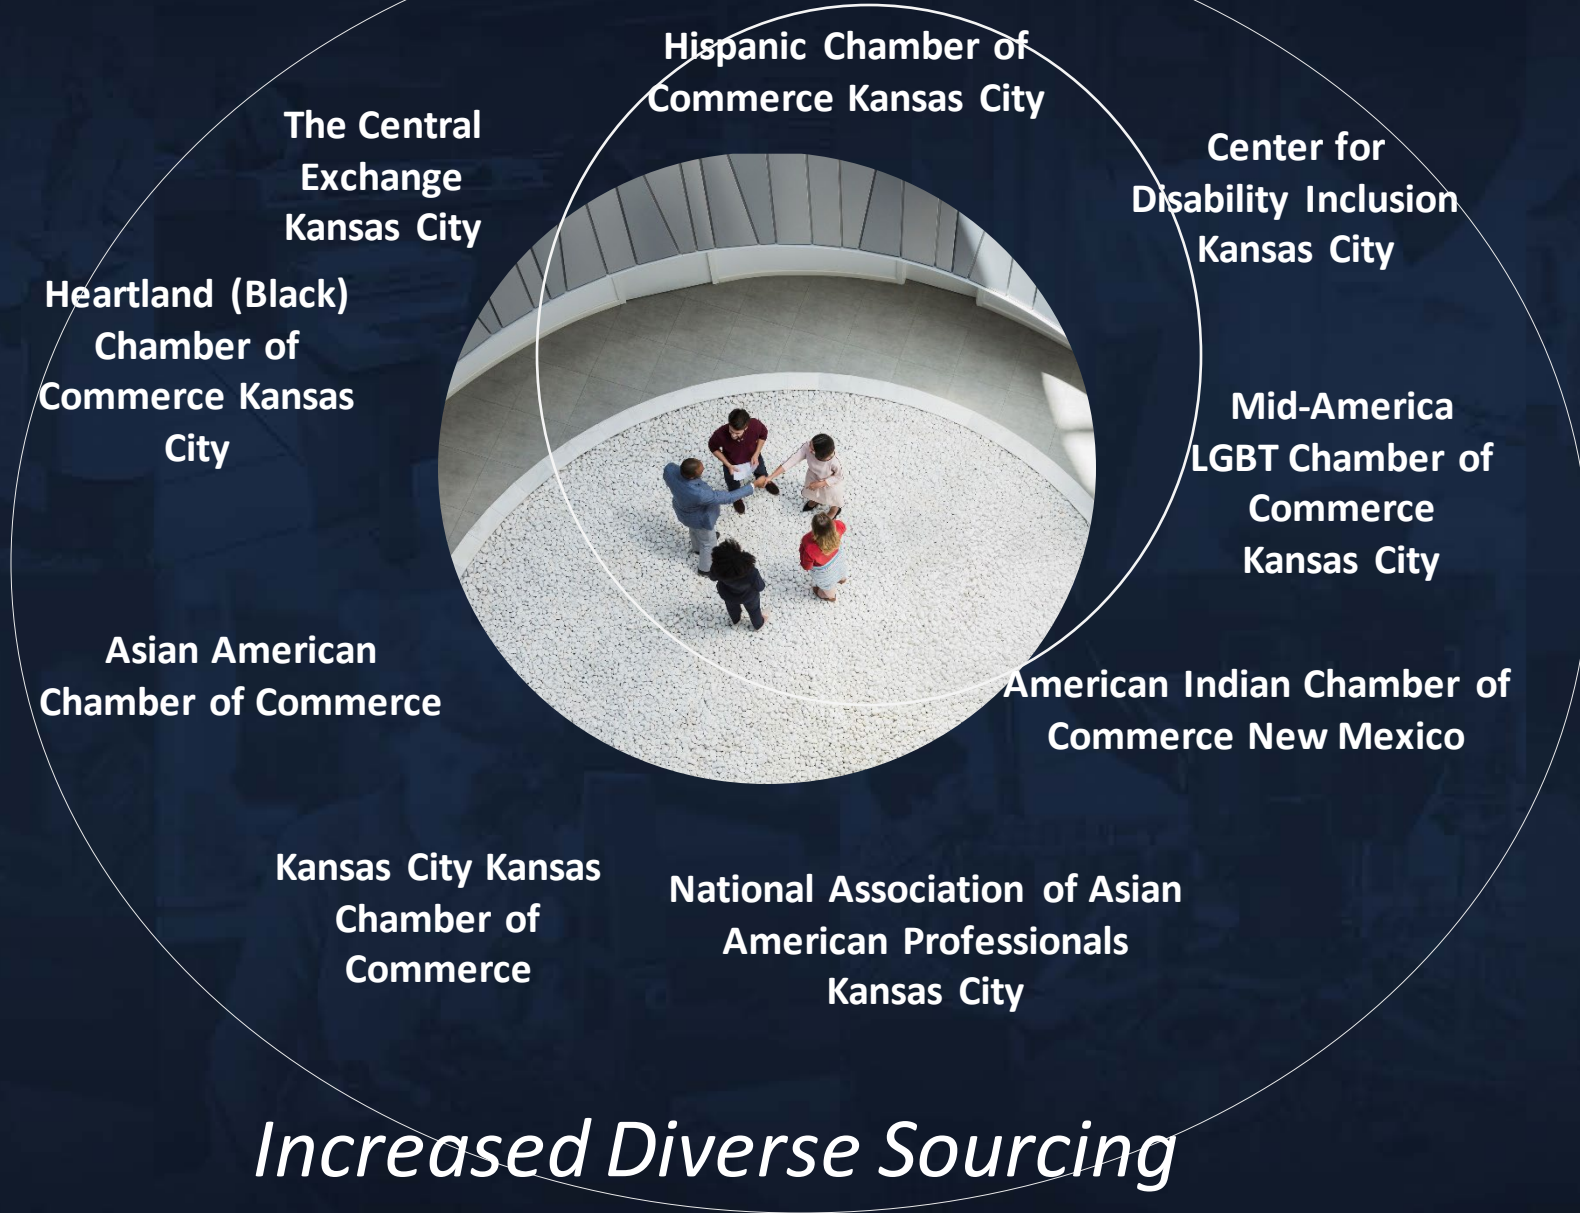 Hispanic Chamber of
Commerce Kansas City
The Central
Exchange
Kansas City
Center for
Disability Inclusion
Kansas City
Heartland (Black)
Chamber of
Commerce Kansas
City
Mid-America
LGBT Chamber of
Commerce
Kansas City
Asian American
Chamber of Commerce
American Indian Chamber of
Commerce New Mexico
Kansas City Kansas
Chamber of
Commerce
National Association of Asian
American Professionals
Kansas City
Increased Diverse Sourcing